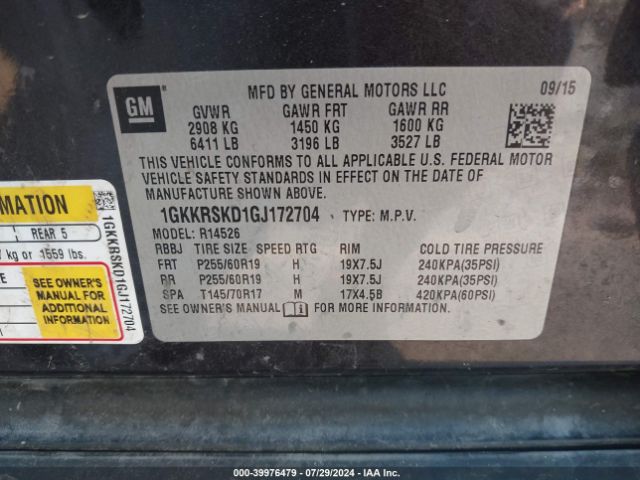 GM
MFD BY GENERAL MOTORS LLC
09/15
GVWR GAWR FRT GAWR RR
2908 KG 1450 KG 1600 KG
6411 LB 3196 LB 3527 LB
THIS VEHICLE CONFORMS TO ALL APPLICABLE U.S. FEDERAL MOTOR
VEHICLE SAFETY STANDARDS IN EFFECT ON THE DATE OF
MANUFACTURE SHOWN ABOVE.
1GKKRSKD1GJ172704 TYPE: M.P.V.
MODEL: R14526
RBBJ TIRE SIZE SPEED RTG RIM COLD TIRE PRESSURE
FRT P255/60R19 H 19X7.5J 240KPA(35PSI)
RR P255/60R19 H 19X7.5J 240KPA(35PSI)
SPA T145/70R17 M 17X4.5B 420KPA(60PSI)
SEE OWNER'S MANUAL FOR ADDITIONAL INFORMATION
REAR 5
kg or 1559 lbs.
SEE OWNER'S
MANUAL FOR
ADDITIONAL
INFORMATION
1GKKRSKD1GJ172704
000-39976479 - 07/29/2024 - IAA Inc.